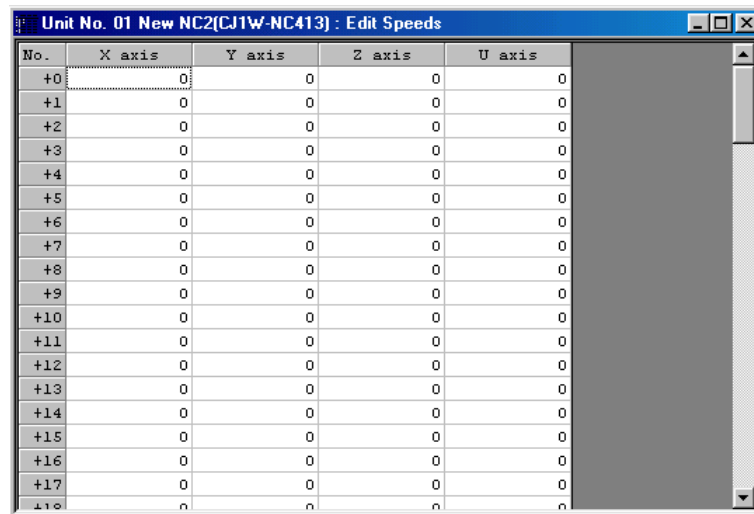 Unit No. 01 New NC2(CJ1W-NC413) : Edit Speeds
No. X axis Y axis Z axis U axis
+0 0 0 0 0
+1 0 0 0 0
+2 0 0 0 0
+3 0 0 0 0
+4 0 0 0 0
+5 0 0 0 0
+6 0 0 0 0
+7 0 0 0 0
+8 0 0 0 0
+9 0 0 0 0
+10 0 0 0 0
+11 0 0 0 0
+12 0 0 0 0
+13 0 0 0 0
+14 0 0 0 0
+15 0 0 0 0
+16 0 0 0 0
+17 0 0 0 0
+18 0 0 0 0